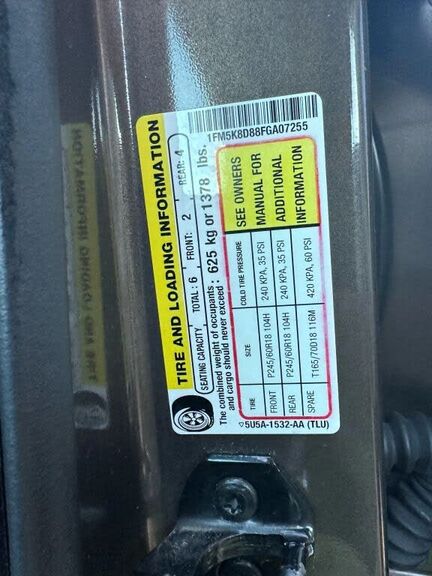 TIRE AND LOADING INFORMATION
SEATING CAPACITY TOTAL: 6 FRONT: 2 REAR: 4
The combined weight of occupants and cargo should never exceed: 625 kg or 1378 lbs.
TIRE SIZE COLD TIRE PRESSURE
FRONT P245/60R18 104H 240 KPA, 35 PSI
REAR P245/60R18 104H 240 KPA, 35 PSI
SPARE T165/70D18 116M 420 KPA, 60 PSI
SEE OWNERS
MANUAL FOR
ADDITIONAL
INFORMATION
5U5A-1532-AA (TLU)
1FM5K8D88FGA07255